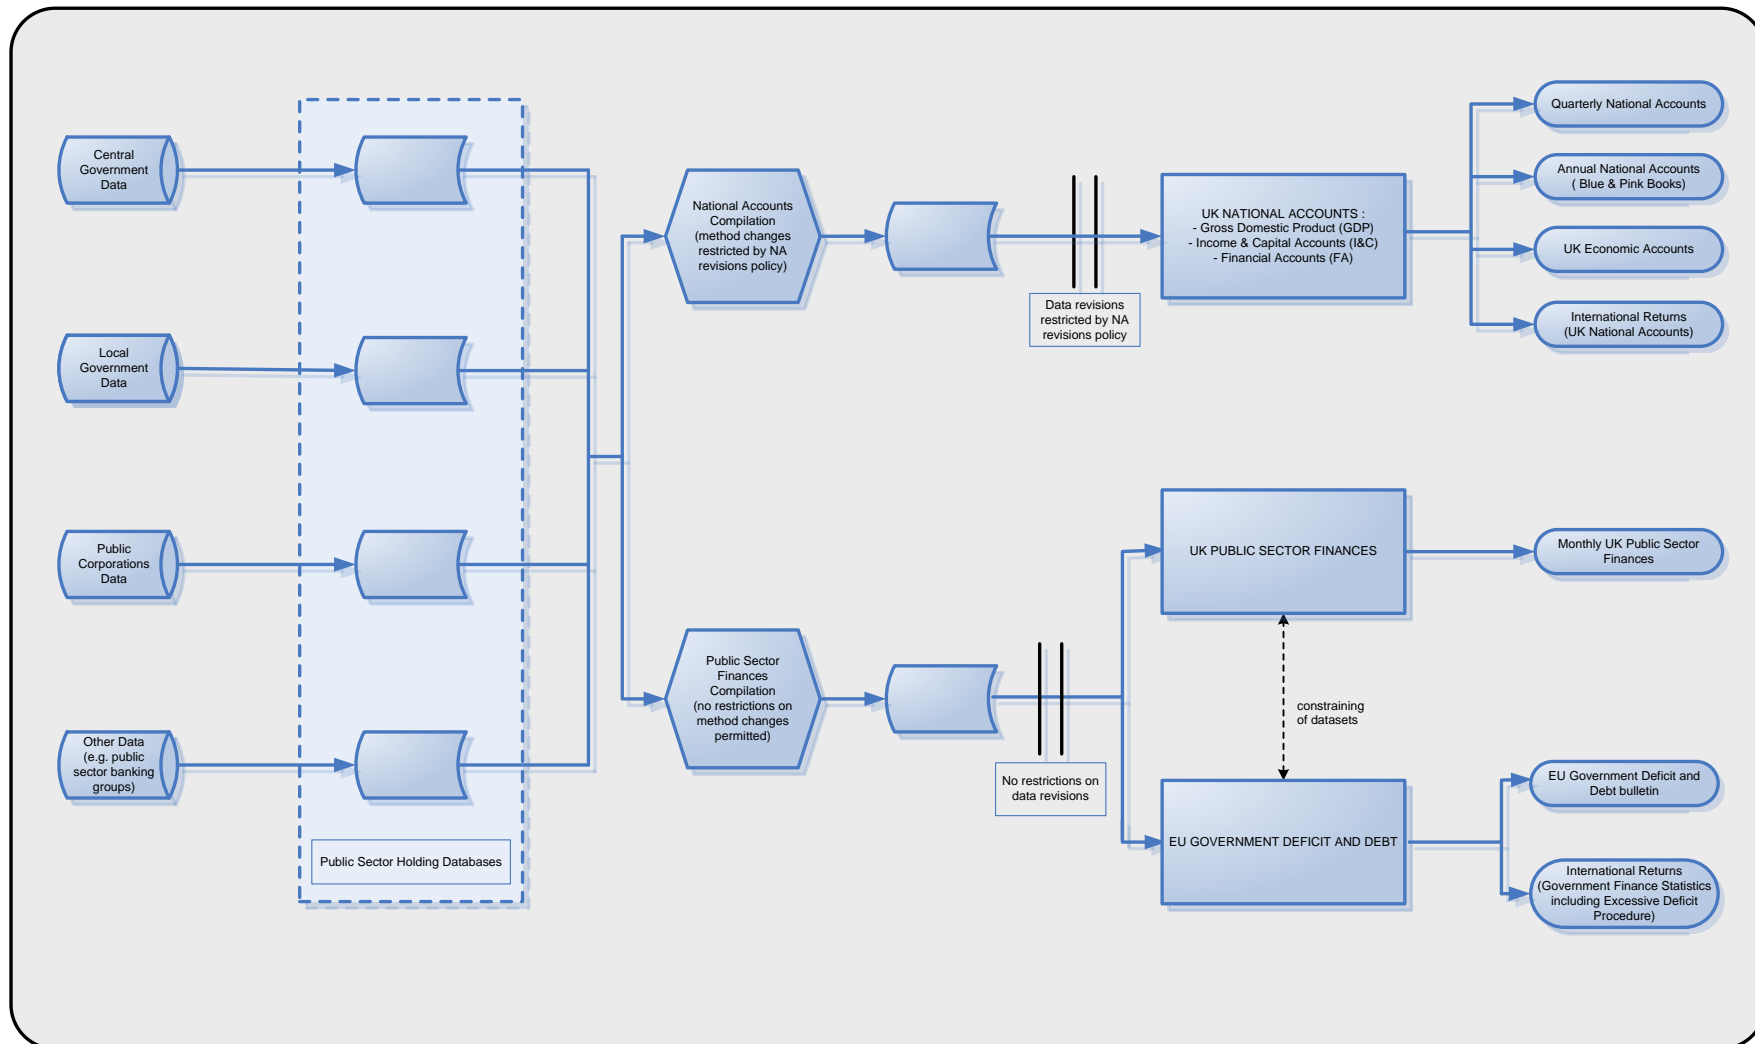 Central
Government
Data
Local
Government
Data
Public
Corporations
Data
Other Data
(e.g. public
sector banking
groups)
Public Sector Holding Databases
National Accounts
Compilation
(method changes
restricted by NA
revisions policy)
Public Sector
Finances
Compilation
(no restrictions on
method changes
permitted)
Data revisions
restricted by NA
revisions policy
No restrictions on
data revisions
UK NATIONAL ACCOUNTS :
- Gross Domestic Product (GDP)
- Income & Capital Accounts (I&C)
- Financial Accounts (FA)
UK PUBLIC SECTOR FINANCES
constraining
of datasets
EU GOVERNMENT DEFICIT AND DEBT
Quarterly National Accounts
Annual National Accounts
( Blue & Pink Books)
UK Economic Accounts
International Returns
(UK National Accounts)
Monthly UK Public Sector
Finances
EU Government Deficit and
Debt bulletin
International Returns
(Government Finance Statistics
including Excessive Deficit
Procedure)